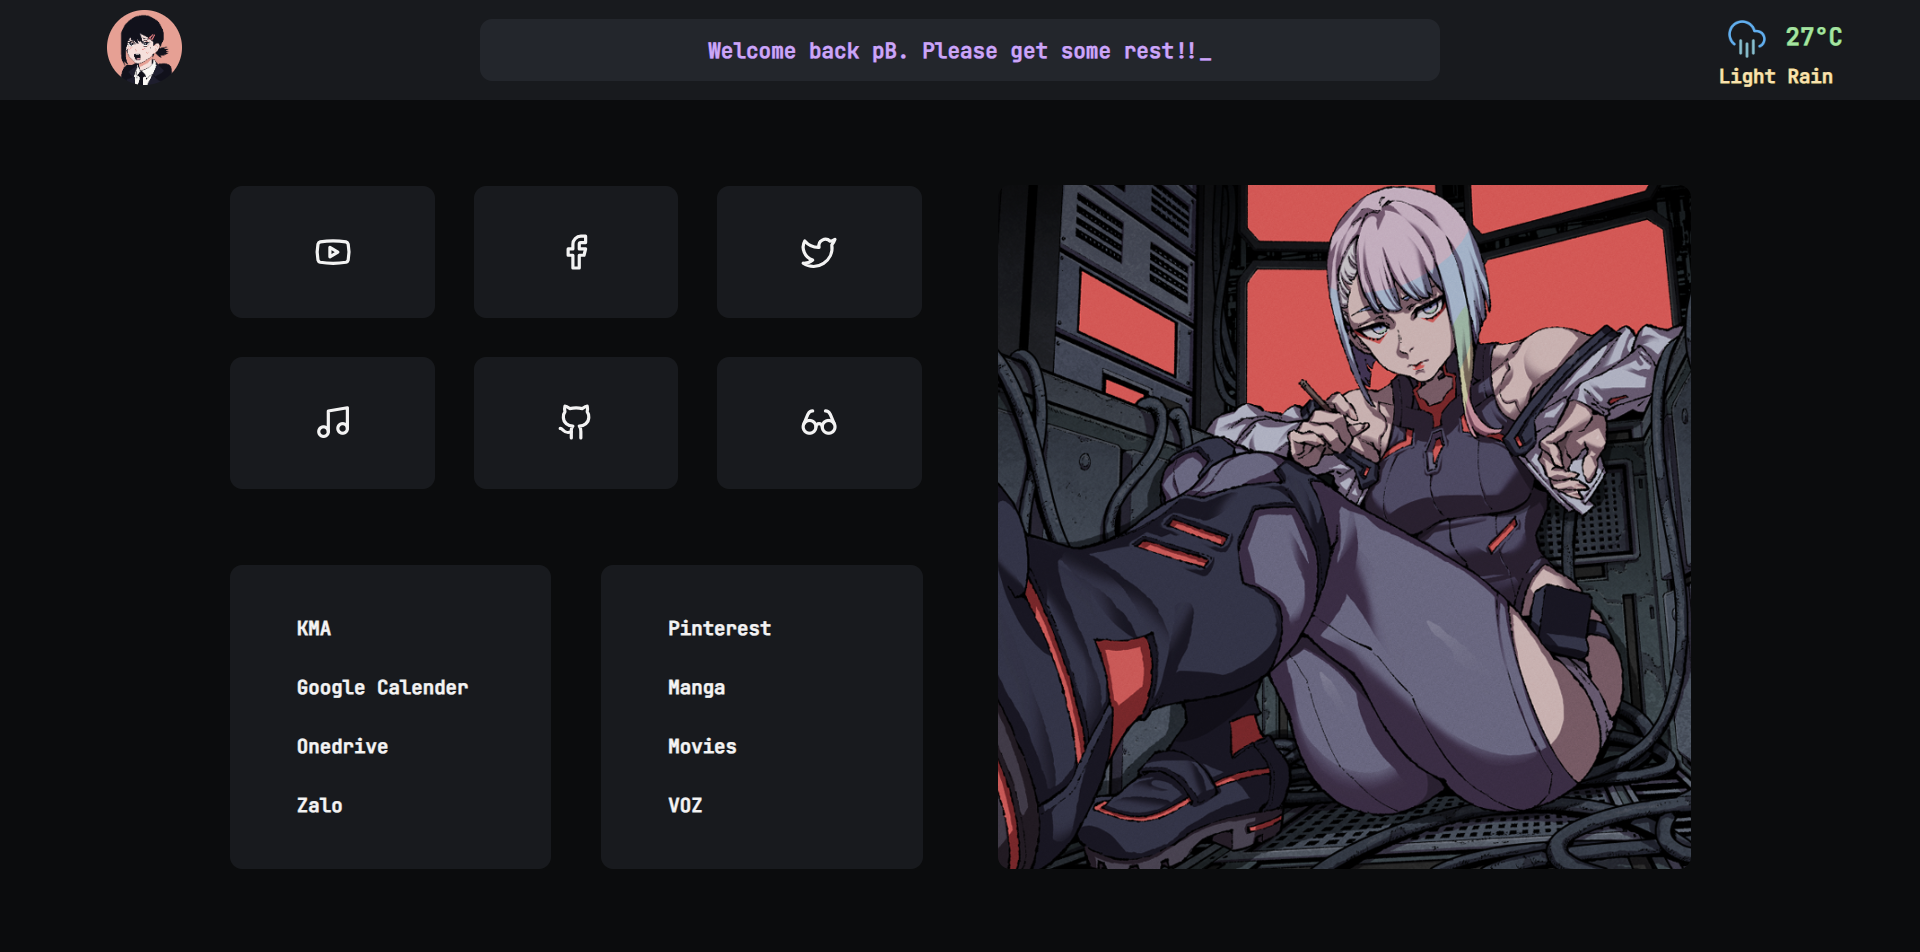 Welcome back pB. Please get some rest!!_
27°C
Light Rain
KMA
Google Calender
Onedrive
Zalo
Pinterest
Manga
Movies
VOZ